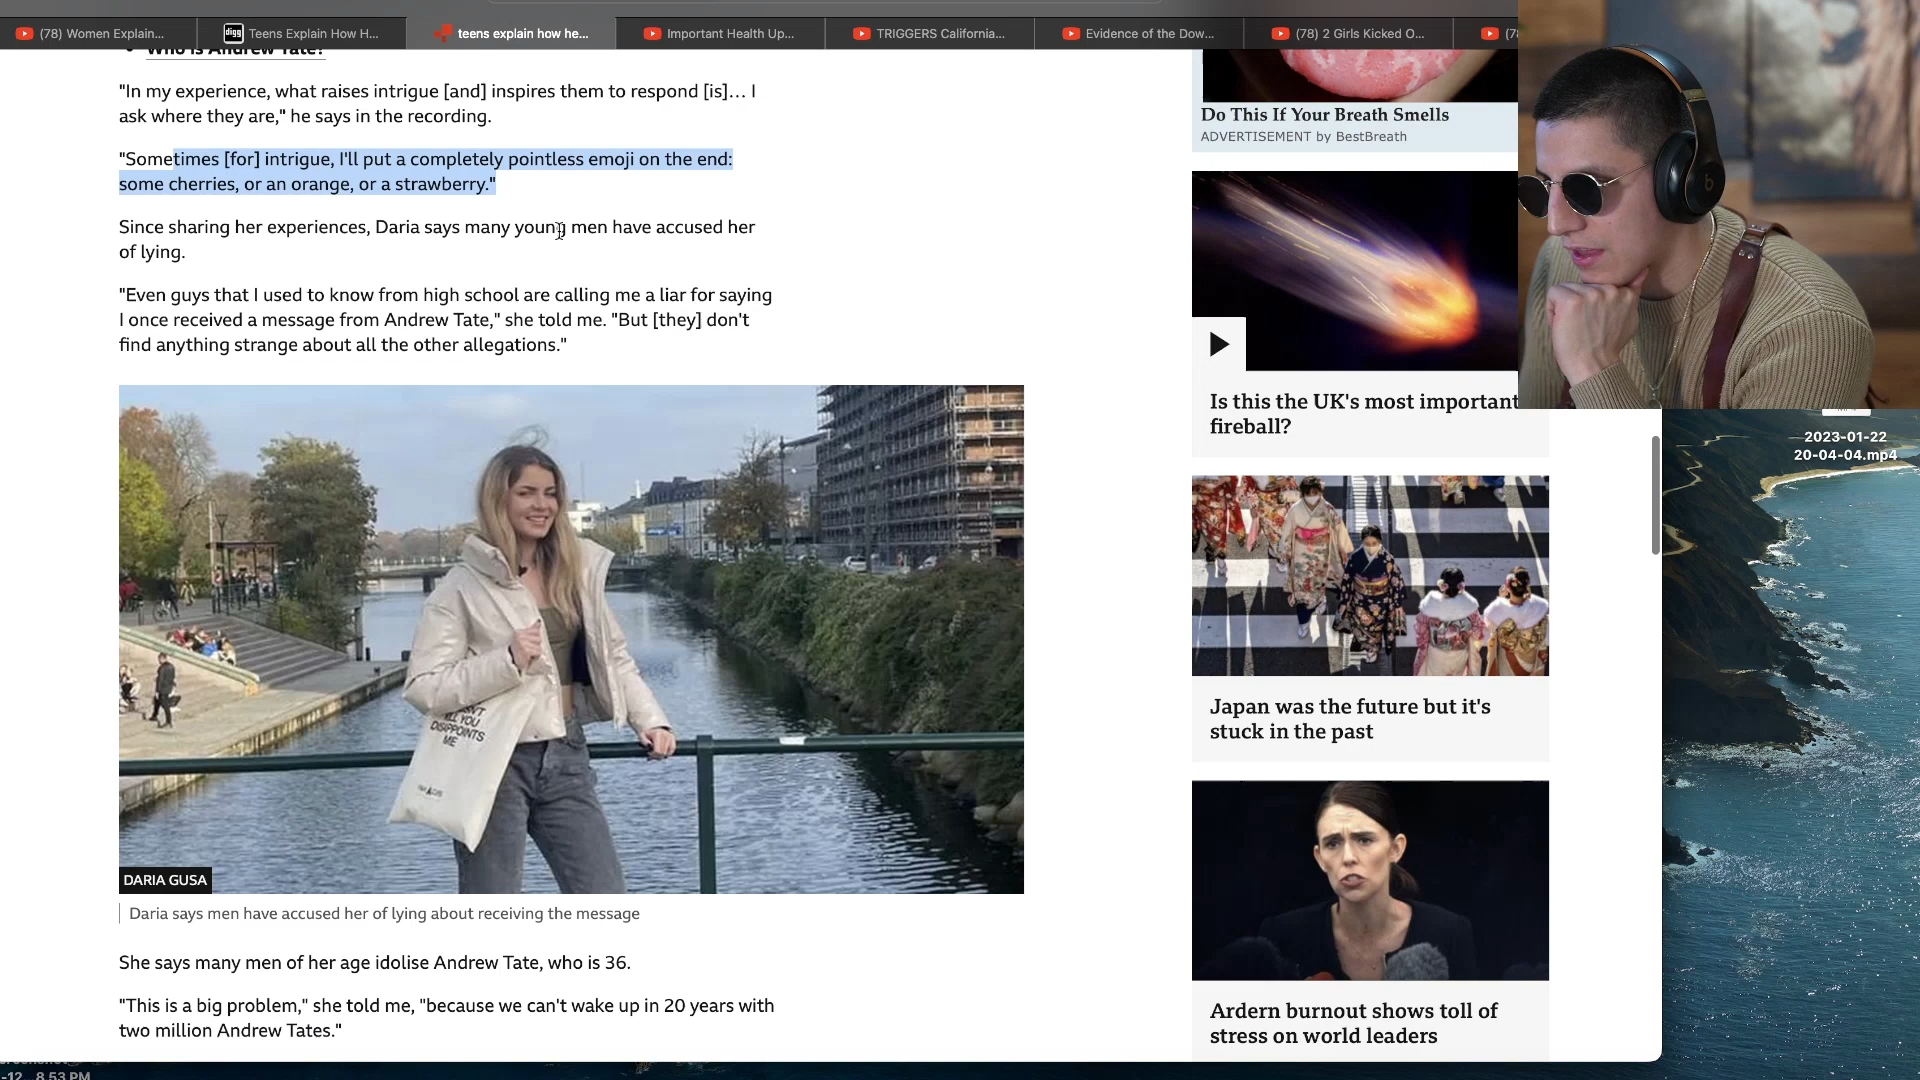 (78) Women Explain...
digg
Teens Explain How H...
teens explain how he...
Important Health Up...
TRIGGERS California...
Evidence of the Dow...
(78) 2 Girls Kicked O...
Who is Andrew Tate?
"In my experience, what raises intrigue [and] inspires them to respond [is]... I
ask where they are," he says in the recording.
"Sometimes [for] intrigue, I'll put a completely pointless emoji on the end:
some cherries, or an orange, or a strawberry."
Since sharing her experiences, Daria says many young men have accused her
of lying.
"Even guys that I used to know from high school are calling me a liar for saying
I once received a message from Andrew Tate," she told me. "But [they] don't
find anything strange about all the other allegations."
DISAPPOINTS
ME
DARIA GUSA
Daria says men have accused her of lying about receiving the message
She says many men of her age idolise Andrew Tate, who is 36.
"This is a big problem," she told me, "because we can't wake up in 20 years with
two million Andrew Tates."
Do This If Your Breath Smells
ADVERTISEMENT by BestBreath
Is this the UK's most important
fireball?
Japan was the future but it's
stuck in the past
Ardern burnout shows toll of
stress on world leaders
2023-01-22
20-04-04.mp4
-12...8.53 PM